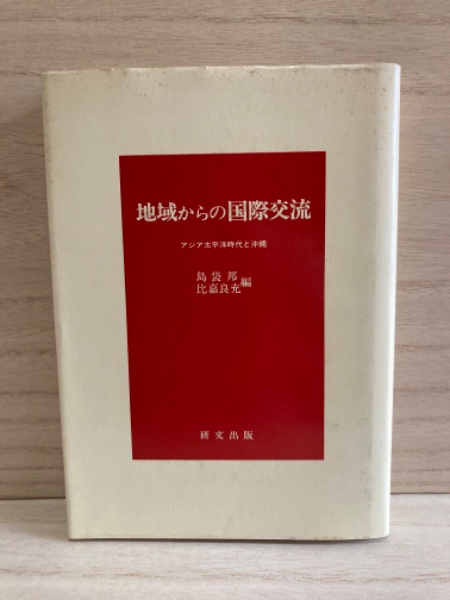 地域からの国際交流
アジア太平洋時代と沖縄
島袋邦
比嘉良充編
研文出版